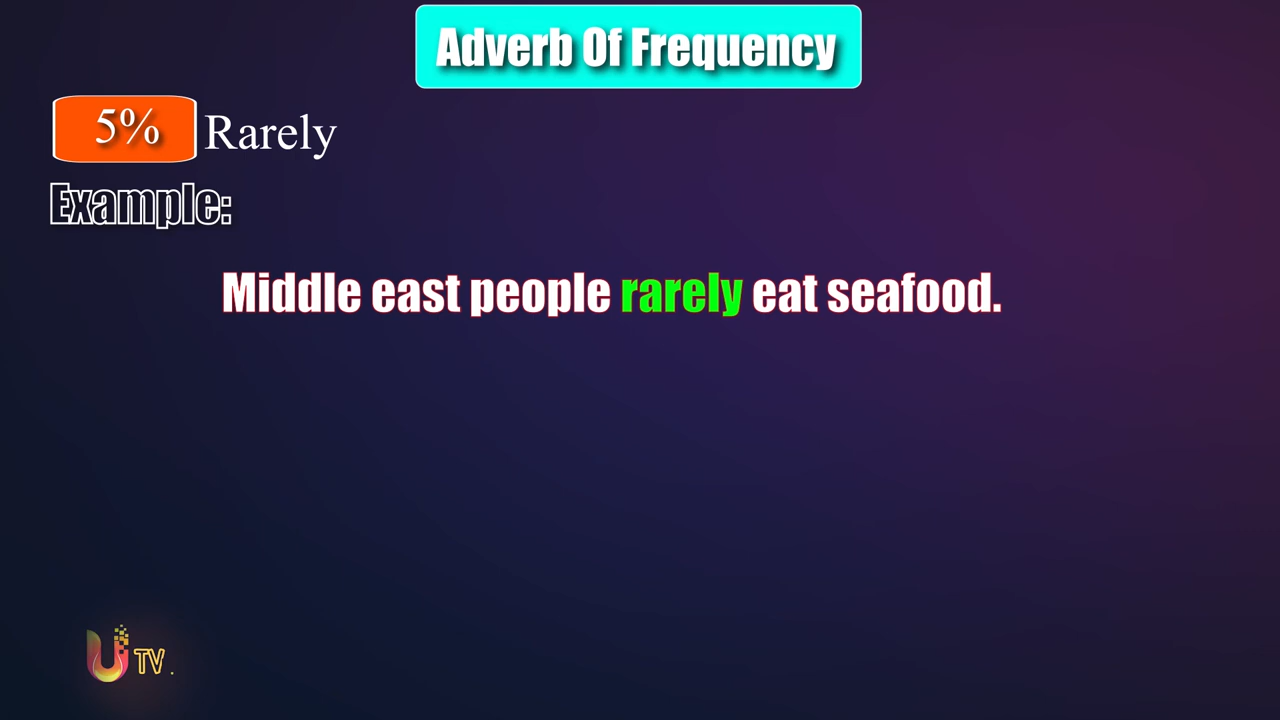 Adverb Of Frequency
5% Rarely
Example:
Middle east people rarely eat seafood.
U TV .